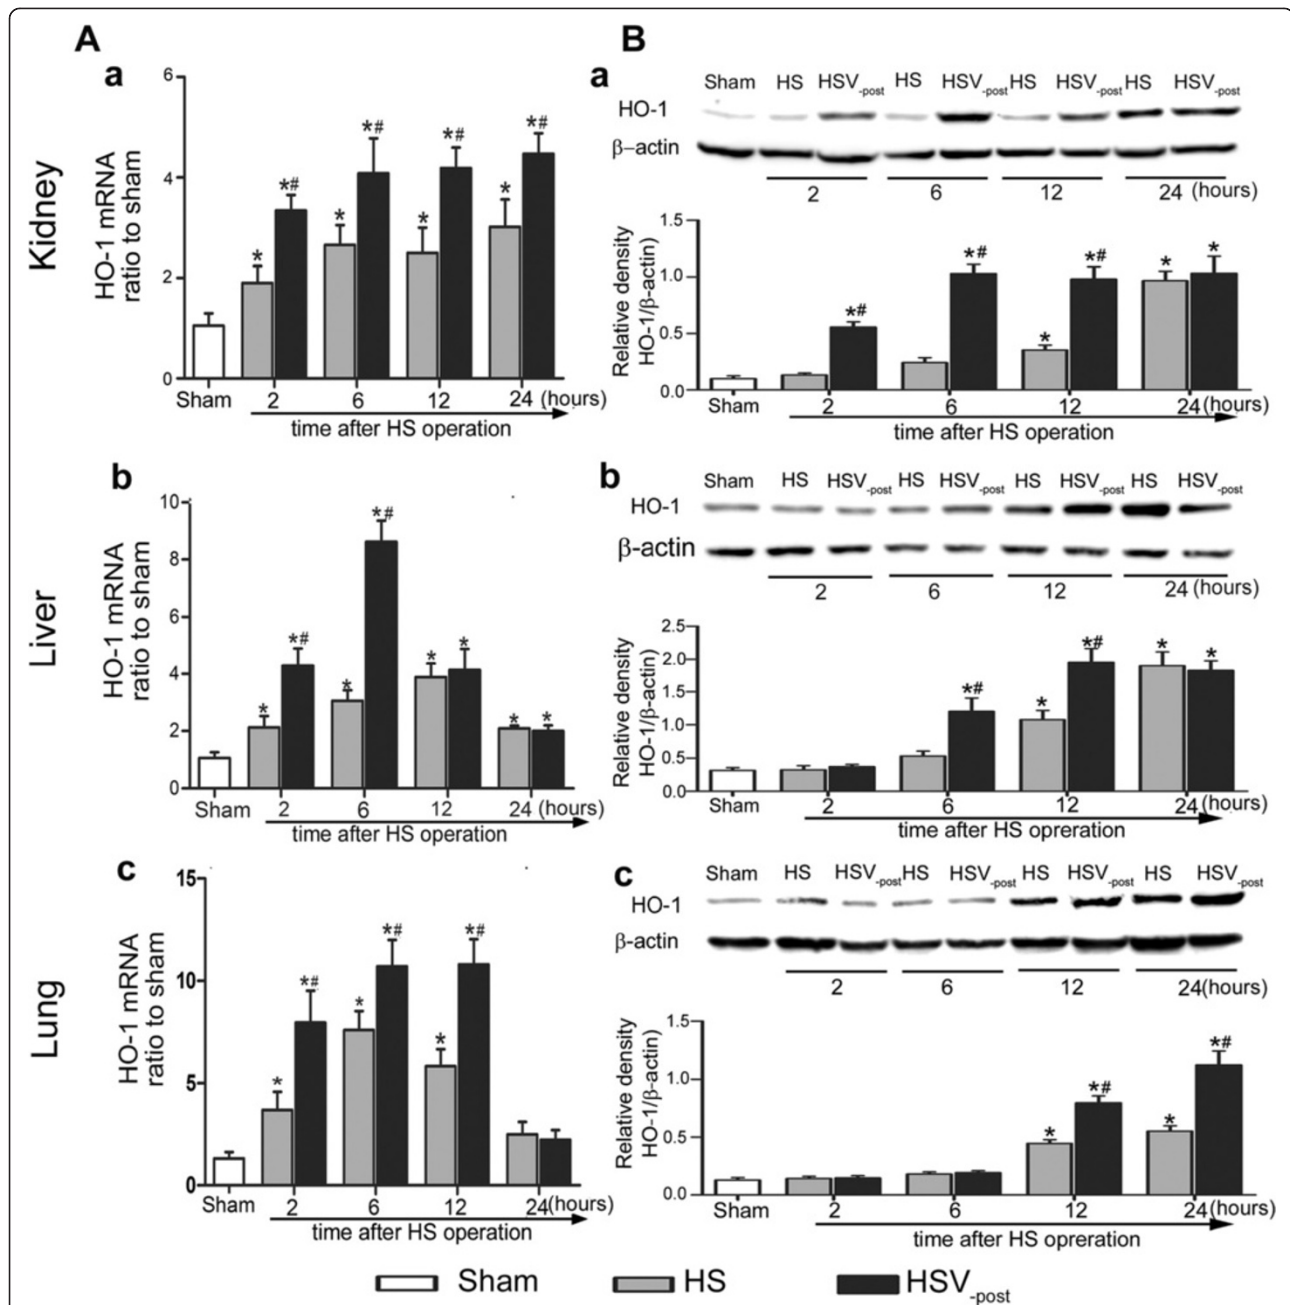 A
a
Kidney
HO-1 mRNA
ratio to sham
6
4
2
0
* *# * *# * *# * *#
Sham 2 6 12 24 (hours)
time after HS operation
B
a
Sham HS HSV-post HS HSV-post HS HSV-post HS HSV-post
HO-1
β–actin
2 6 12 24 (hours)
Relative density
HO-1/β-actin)
1.5
1.0
0.5
0.0
*# *# * *# * *
Sham 2 6 12 24 (hours)
time after HS operation
b
Liver
HO-1 mRNA
ratio to sham
10
8
6
4
2
0
* *# * *# * * * *
Sham 2 6 12 24 (hours)
time after HS operation
b
Sham HS HSV-post HS HSV-post HS HSV-post HS HSV-post
HO-1
β-actin
2 6 12 24 (hours)
Relative density
HO-1/β-actin)
2.5
2.0
1.5
1.0
0.5
0.0
*# * *# * *
Sham 2 6 12 24 (hours)
time after HS opreration
c
Lung
HO-1 mRNA
ratio to sham
15
10
5
0
* *# * *# * *#
Sham 2 6 12 24 (hours)
time after HS operation
c
Sham HS HSV-post HS HSV-post HS HSV-post HS HSV-post
HO-1
β-actin
2 6 12 24(hours)
Relative density
HO-1/β-actin)
1.5
1.0
0.5
0.0
* *# * *#
Sham 2 6 12 24 (hours)
time after HS opreration
Sham HS HSV-post